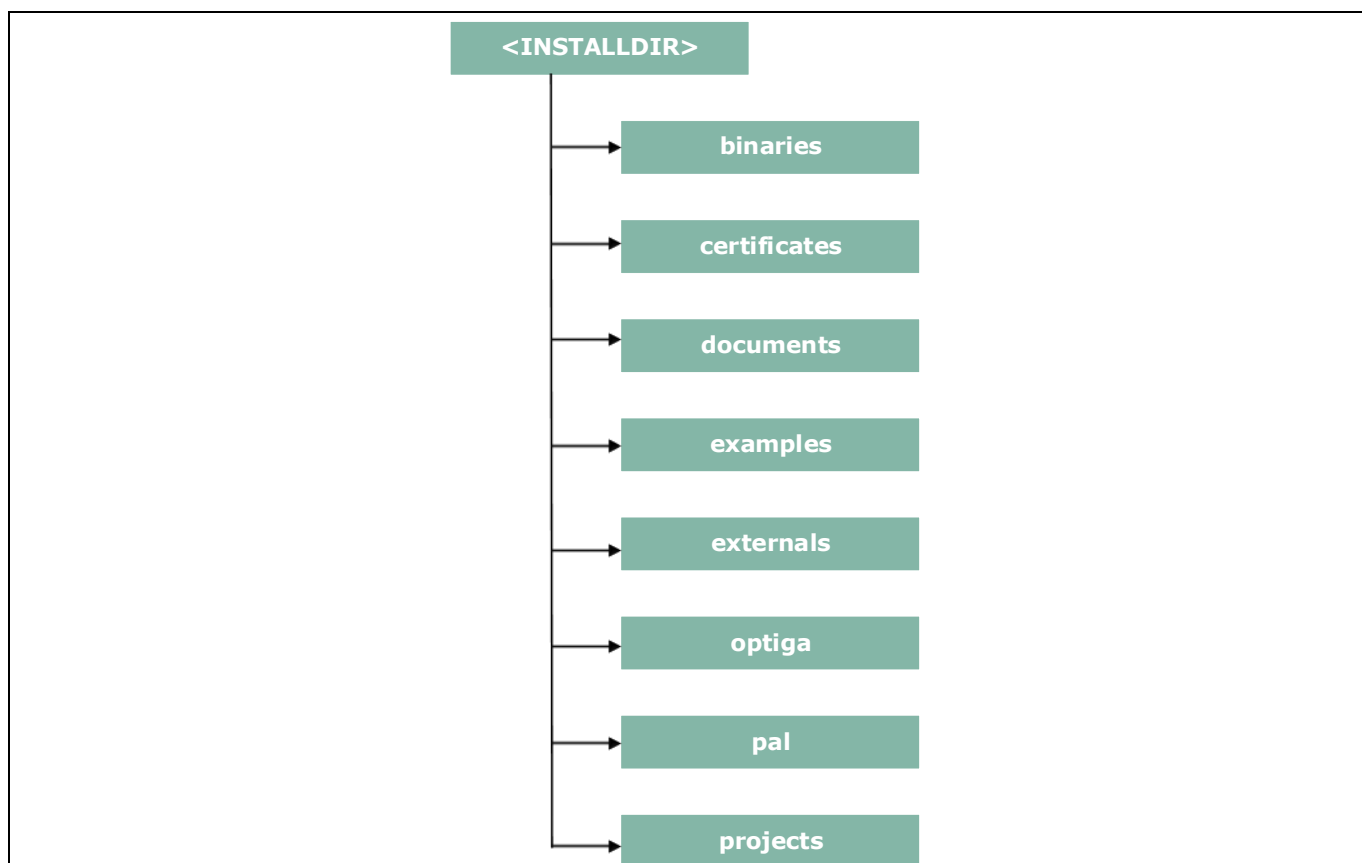 <INSTALLDIR>
binaries
certificates
documents
examples
externals
optiga
pal
projects